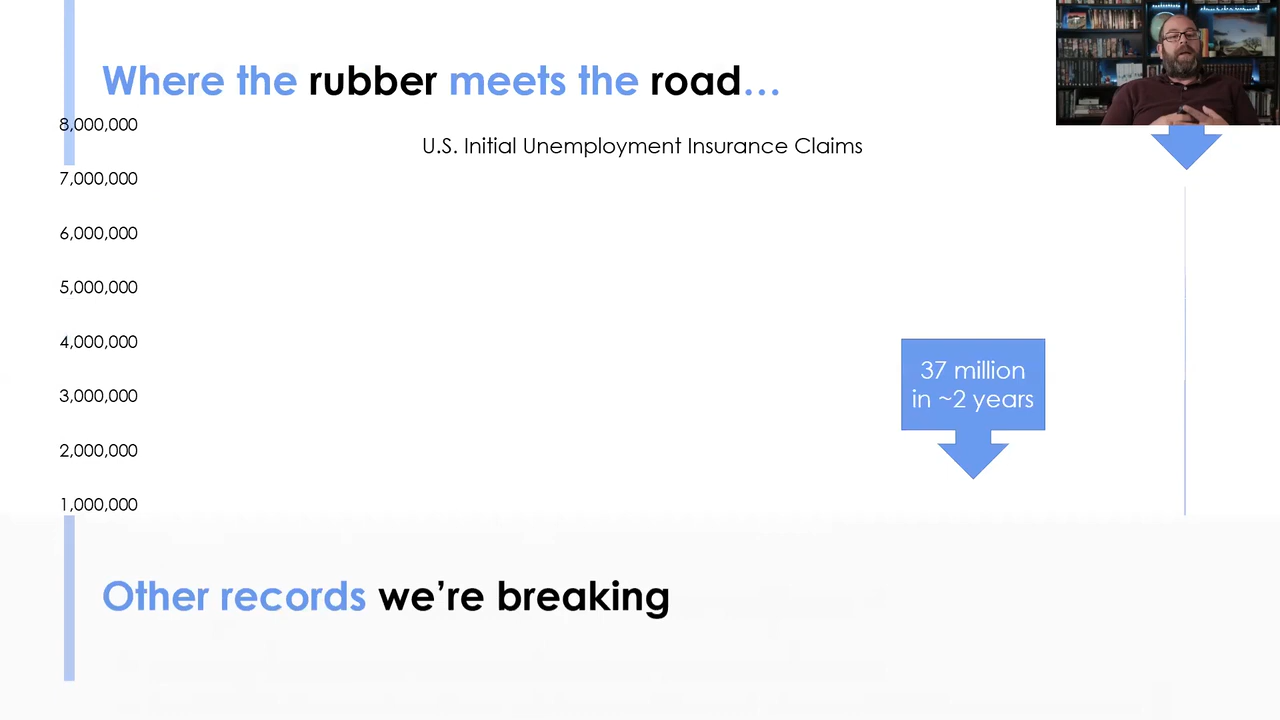 Where the rubber meets the road…
8,000,000
U.S. Initial Unemployment Insurance Claims
7,000,000
6,000,000
5,000,000
4,000,000
37 million
in ~2 years
3,000,000
2,000,000
1,000,000
Other records we’re breaking